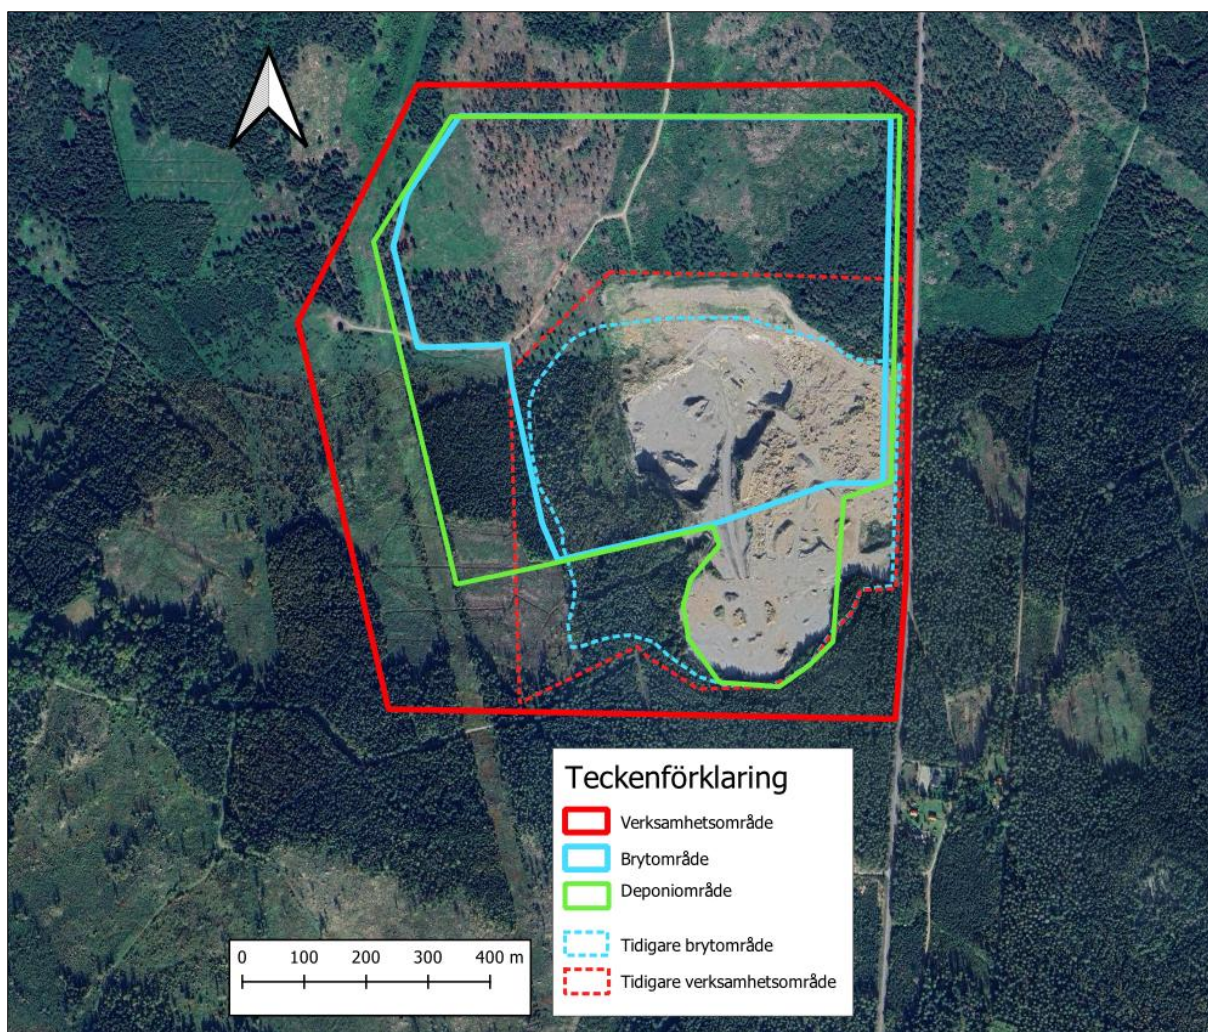 Teckenförklaring
Verksamhetsområde
Brytområde
Deponiområde
Tidigare brytområde
Tidigare verksamhetsområde
0 100 200 300 400 m